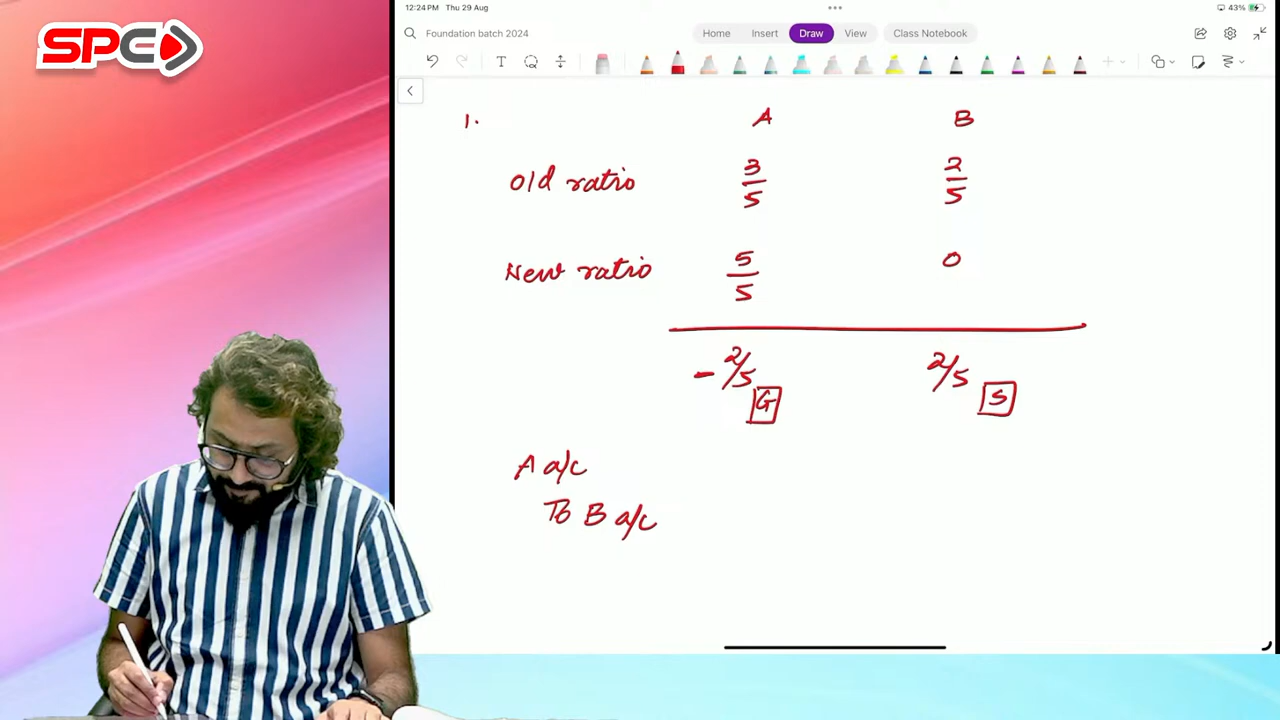 SPC
12:24 PM Thu 29 Aug
43%
Foundation batch 2024
Home Insert Draw View Class Notebook
1. A B
Old ratio 3/5 2/5
New ratio 5/5 0
- 2/5 G 2/5 S
A a/c
To B a/c